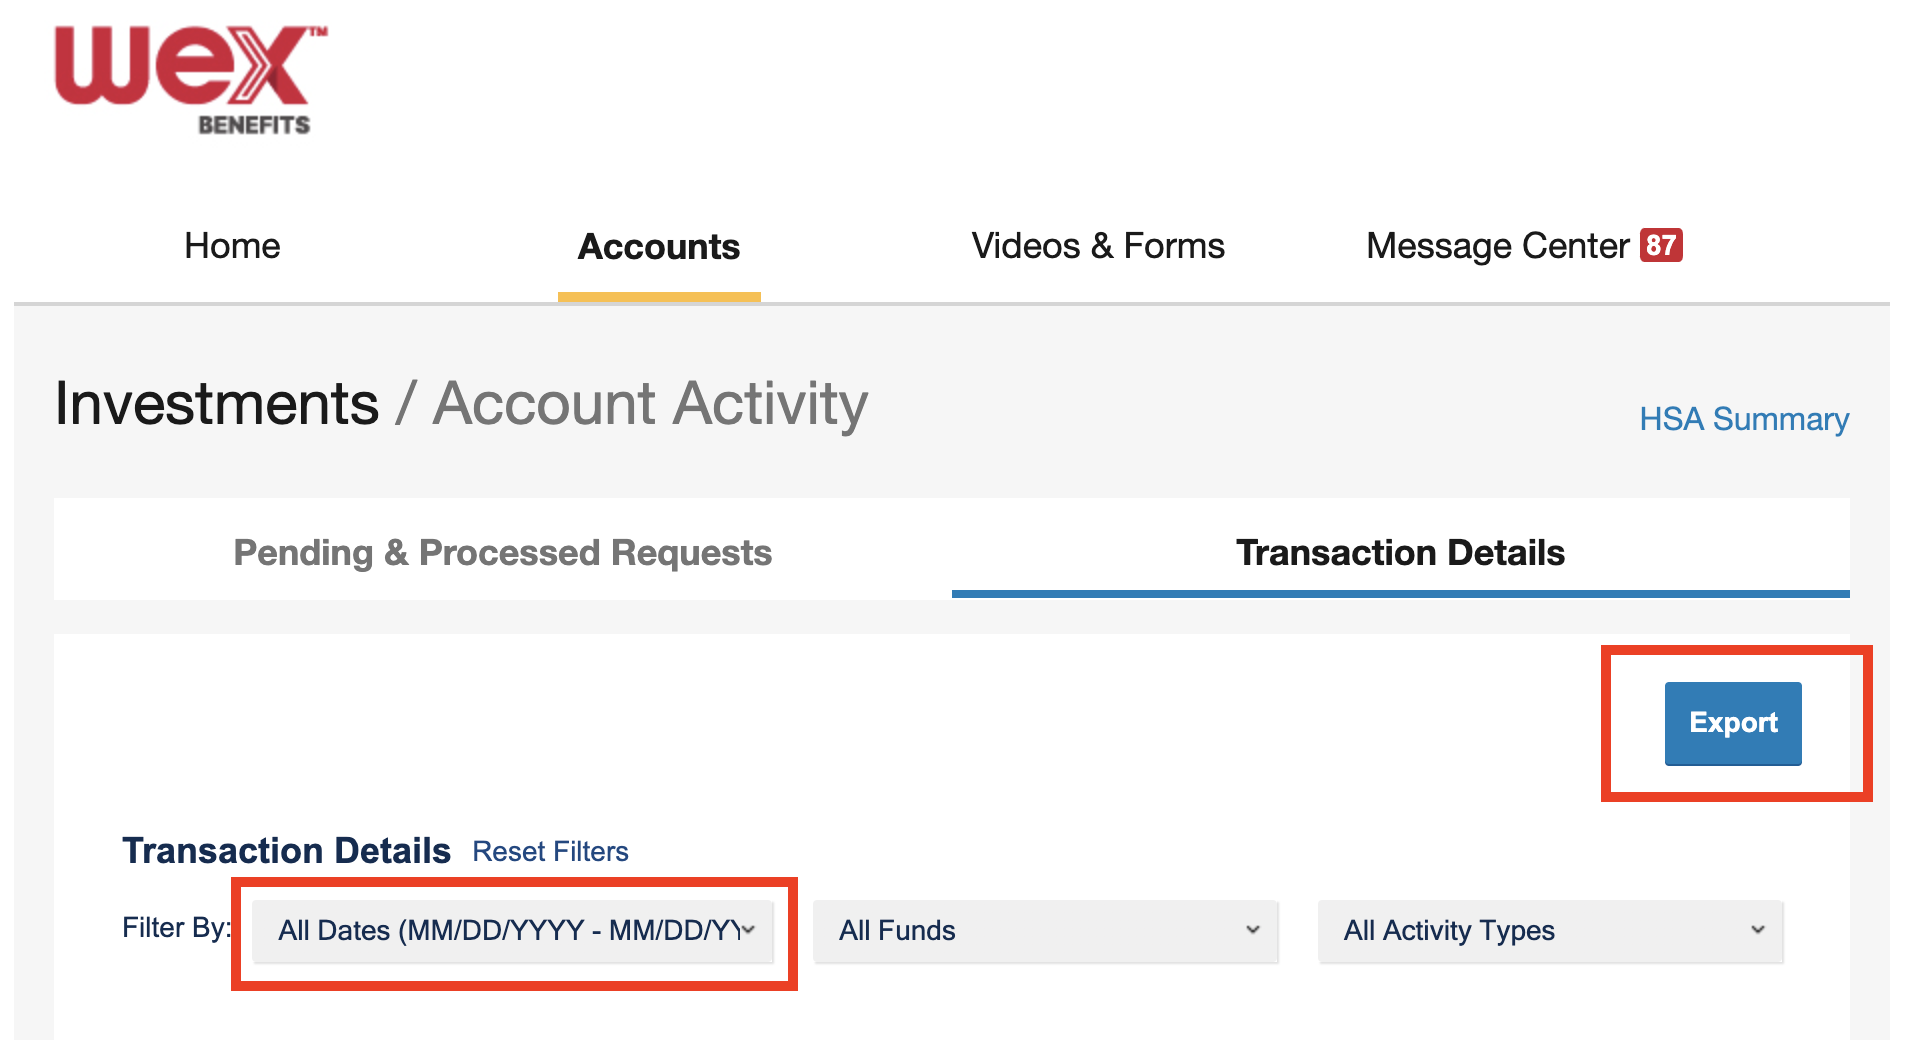 wex™
BENEFITS
Home Accounts Videos & Forms Message Center 87
Investments / Account Activity
HSA Summary
Pending & Processed Requests Transaction Details
Export
Transaction Details Reset Filters
Filter By: All Dates (MM/DD/YYYY - MM/DD/YY All Funds All Activity Types